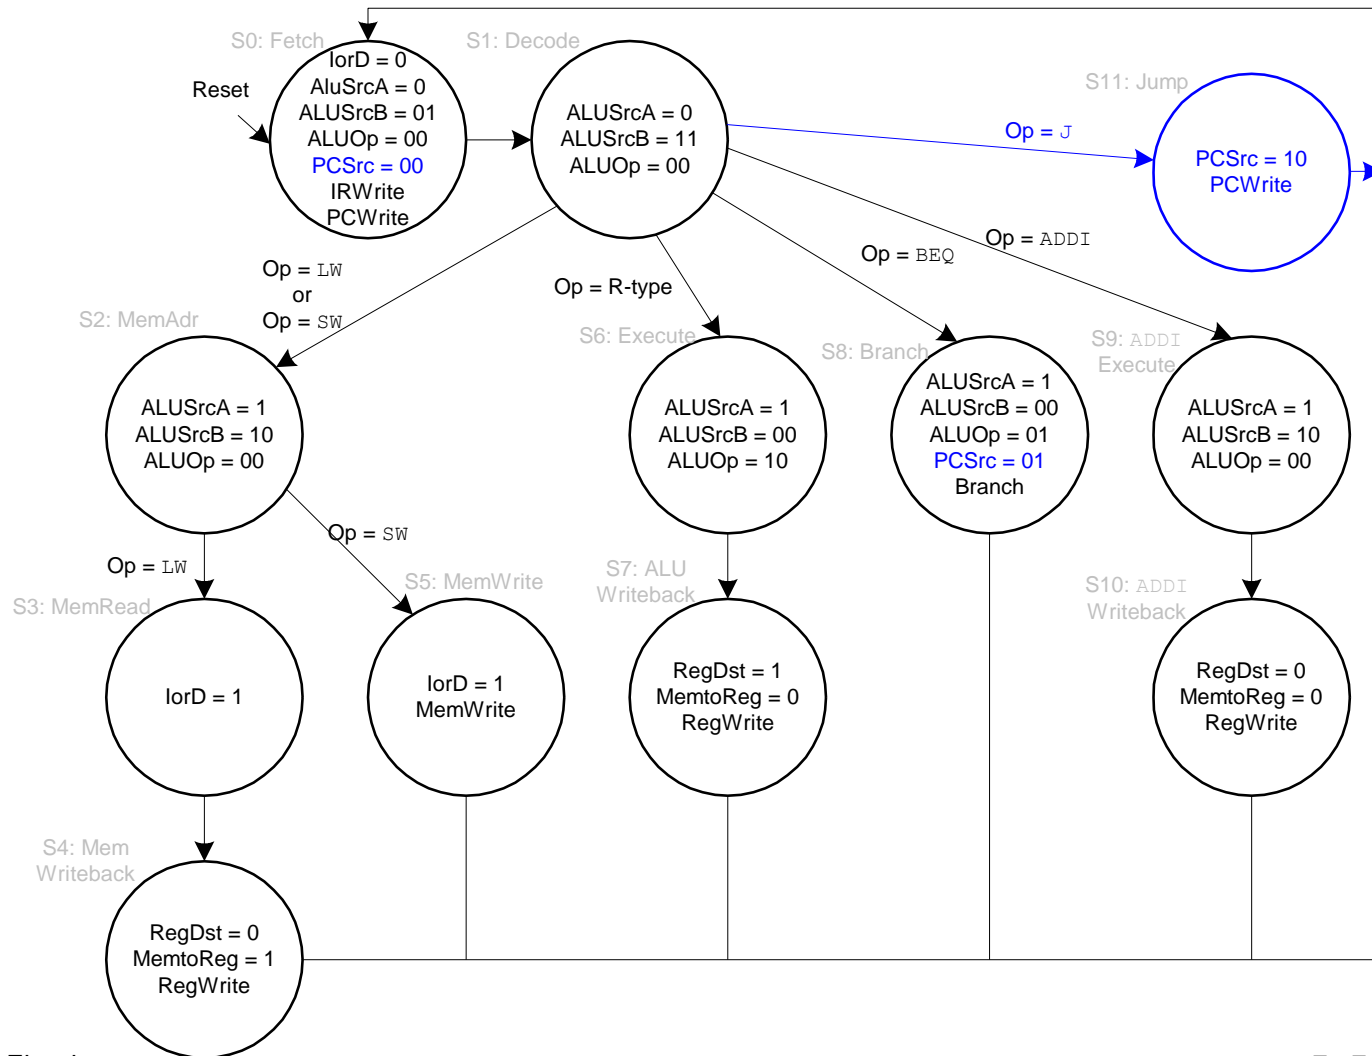 S0: Fetch
IorD = 0
AluSrcA = 0
ALUSrcB = 01
ALUOp = 00
PCSrc = 00
IRWrite
PCWrite
Reset
S1: Decode
ALUSrcA = 0
ALUSrcB = 11
ALUOp = 00
S11: Jump
Op = J
PCSrc = 10
PCWrite
Op = LW
or
Op = SW
Op = R-type
Op = BEQ
Op = ADDI
S2: MemAdr
ALUSrcA = 1
ALUSrcB = 10
ALUOp = 00
S6: Execute
ALUSrcA = 1
ALUSrcB = 00
ALUOp = 10
S8: Branch
ALUSrcA = 1
ALUSrcB = 00
ALUOp = 01
PCSrc = 01
Branch
S9: ADDI
Execute
ALUSrcA = 1
ALUSrcB = 10
ALUOp = 00
Op = LW
Op = SW
S3: MemRead
IorD = 1
S5: MemWrite
IorD = 1
MemWrite
S7: ALU
Writeback
RegDst = 1
MemtoReg = 0
RegWrite
S10: ADDI
Writeback
RegDst = 0
MemtoReg = 0
RegWrite
S4: Mem
Writeback
RegDst = 0
MemtoReg = 1
RegWrite